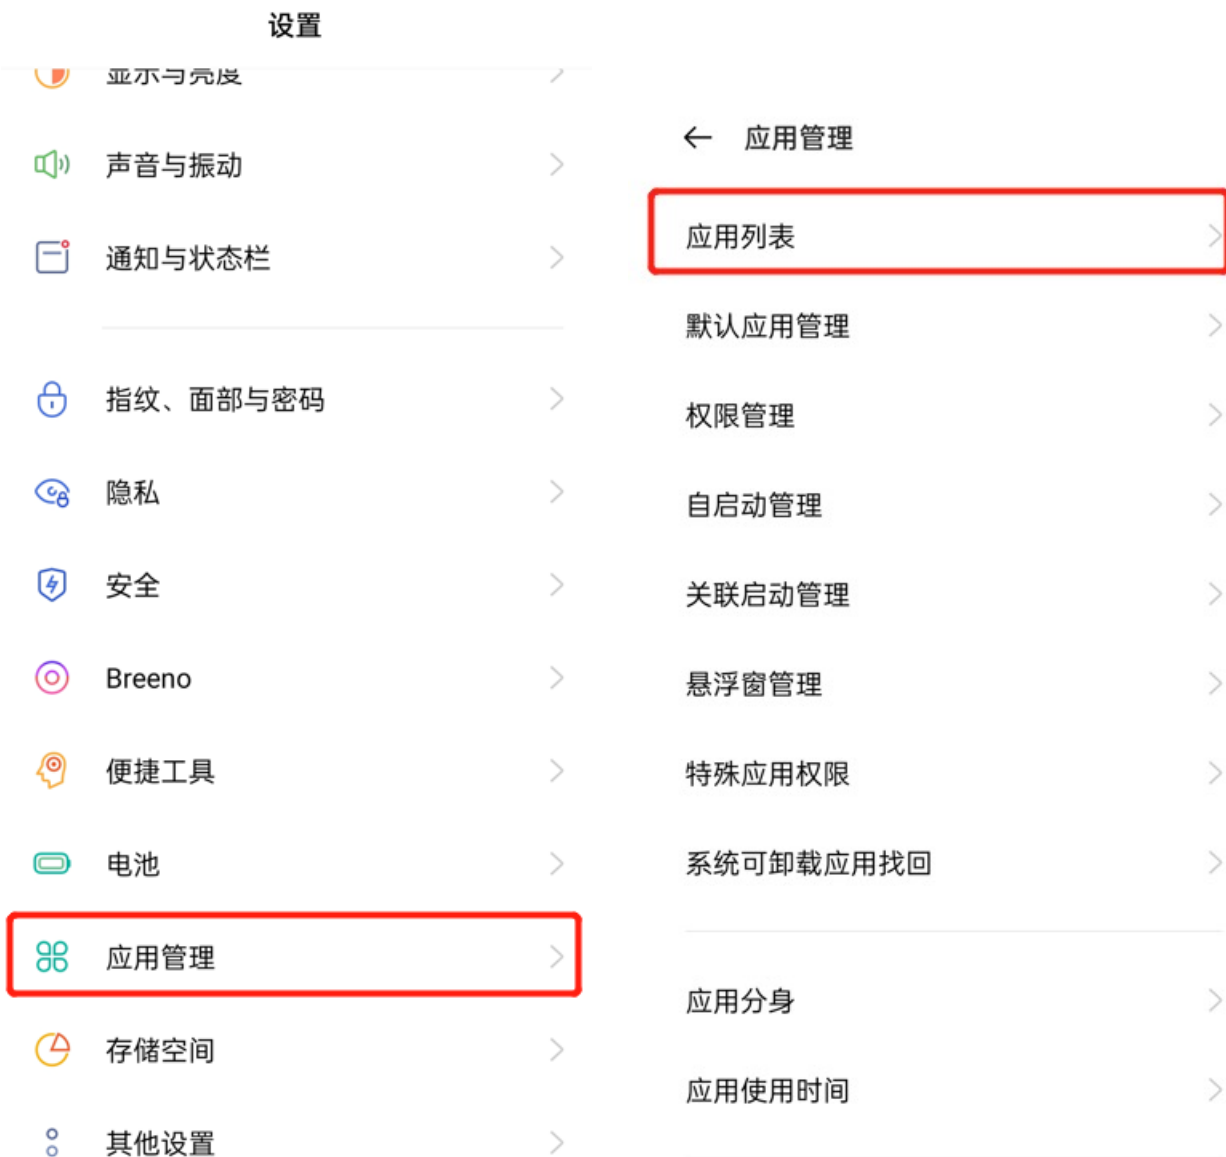 设置
显示与亮度
声音与振动
通知与状态栏
指纹、面部与密码
隐私
安全
Breeno
便捷工具
电池
应用管理
存储空间
其他设置
应用管理
应用列表
默认应用管理
权限管理
自启动管理
关联启动管理
悬浮窗管理
特殊应用权限
系统可卸载应用找回
应用分身
应用使用时间